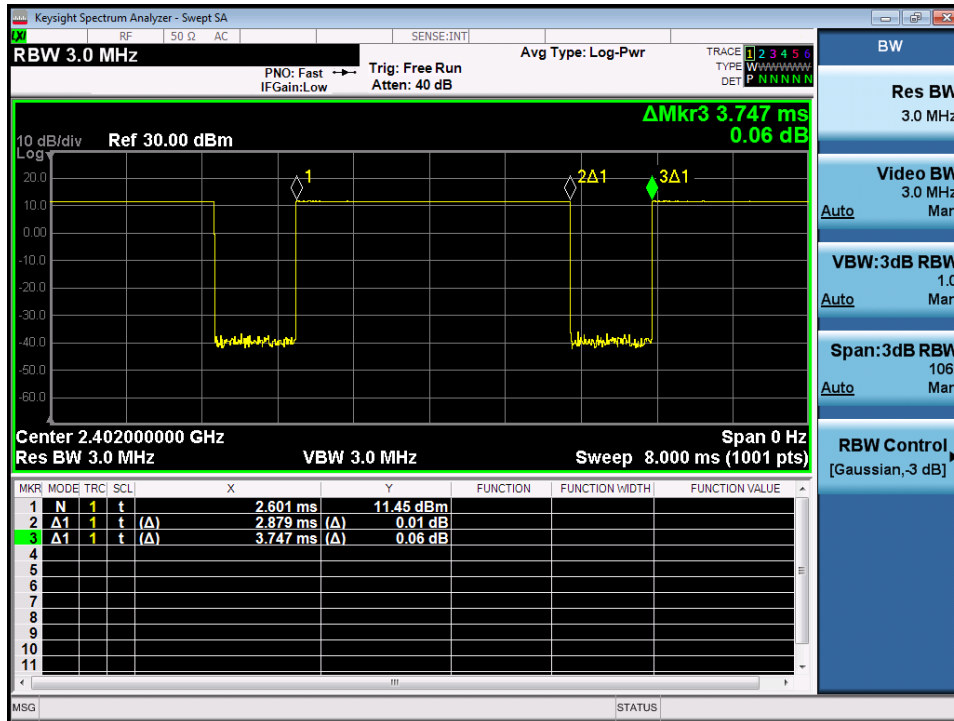 Keysight Spectrum Analyzer - Swept SA
LXI RF 50 Ω AC SENSE:INT
RBW 3.0 MHz
PNO: Fast
IFGain:Low
Trig: Free Run
Atten: 40 dB
Avg Type: Log-Pwr
TRACE 1 2 3 4 5 6
TYPE WWWWWW
DET P N N N N N
ΔMkr3 3.747 ms
0.06 dB
10 dB/div Ref 30.00 dBm
Log
20.0
10.0
0.00
-10.0
-20.0
-30.0
-40.0
-50.0
-60.0
1 2Δ1 3Δ1
Center 2.402000000 GHz Span 0 Hz
Res BW 3.0 MHz VBW 3.0 MHz Sweep 8.000 ms (1001 pts)
MKR MODE TRC SCL X Y FUNCTION FUNCTION WIDTH FUNCTION VALUE
1 N 1 t 2.601 ms 11.45 dBm
2 Δ1 1 t (Δ) 2.879 ms (Δ) 0.01 dB
3 Δ1 1 t (Δ) 3.747 ms (Δ) 0.06 dB
4
5
6
7
8
9
10
11
MSG STATUS
BW
Res BW
3.0 MHz
Video BW
3.0 MHz
Auto Man
VBW:3dB RBW
1.0
Auto Man
Span:3dB RBW
106
Auto Man
RBW Control
[Gaussian,-3 dB]